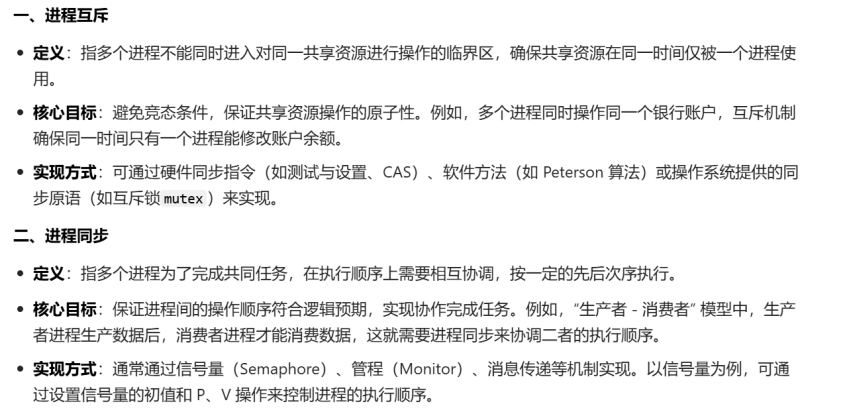 一、进程互斥
• 定义：指多个进程不能同时进入对同一共享资源进行操作的临界区，确保共享资源在同一时间仅被一个进程使
用。
• 核心目标：避免竞态条件，保证共享资源操作的原子性。例如，多个进程同时操作同一个银行账户，互斥机制
确保同一时间只有一个进程能修改账户余额。
• 实现方式：可通过硬件同步指令（如测试与设置、CAS）、软件方法（如 Peterson 算法）或操作系统提供的同
步原语（如互斥锁 mutex ）来实现。
二、进程同步
• 定义：指多个进程为了完成共同任务，在执行顺序上需要相互协调，按一定的先后次序执行。
• 核心目标：保证进程间的操作顺序符合逻辑预期，实现协作完成任务。例如，“生产者 - 消费者” 模型中，生产
者进程生产数据后，消费者进程才能消费数据，这就需要进程同步来协调二者的执行顺序。
• 实现方式：通常通过信号量（Semaphore）、管程（Monitor）、消息传递等机制实现。以信号量为例，可通
过设置信号量的初值和 P、V 操作来控制进程的执行顺序。